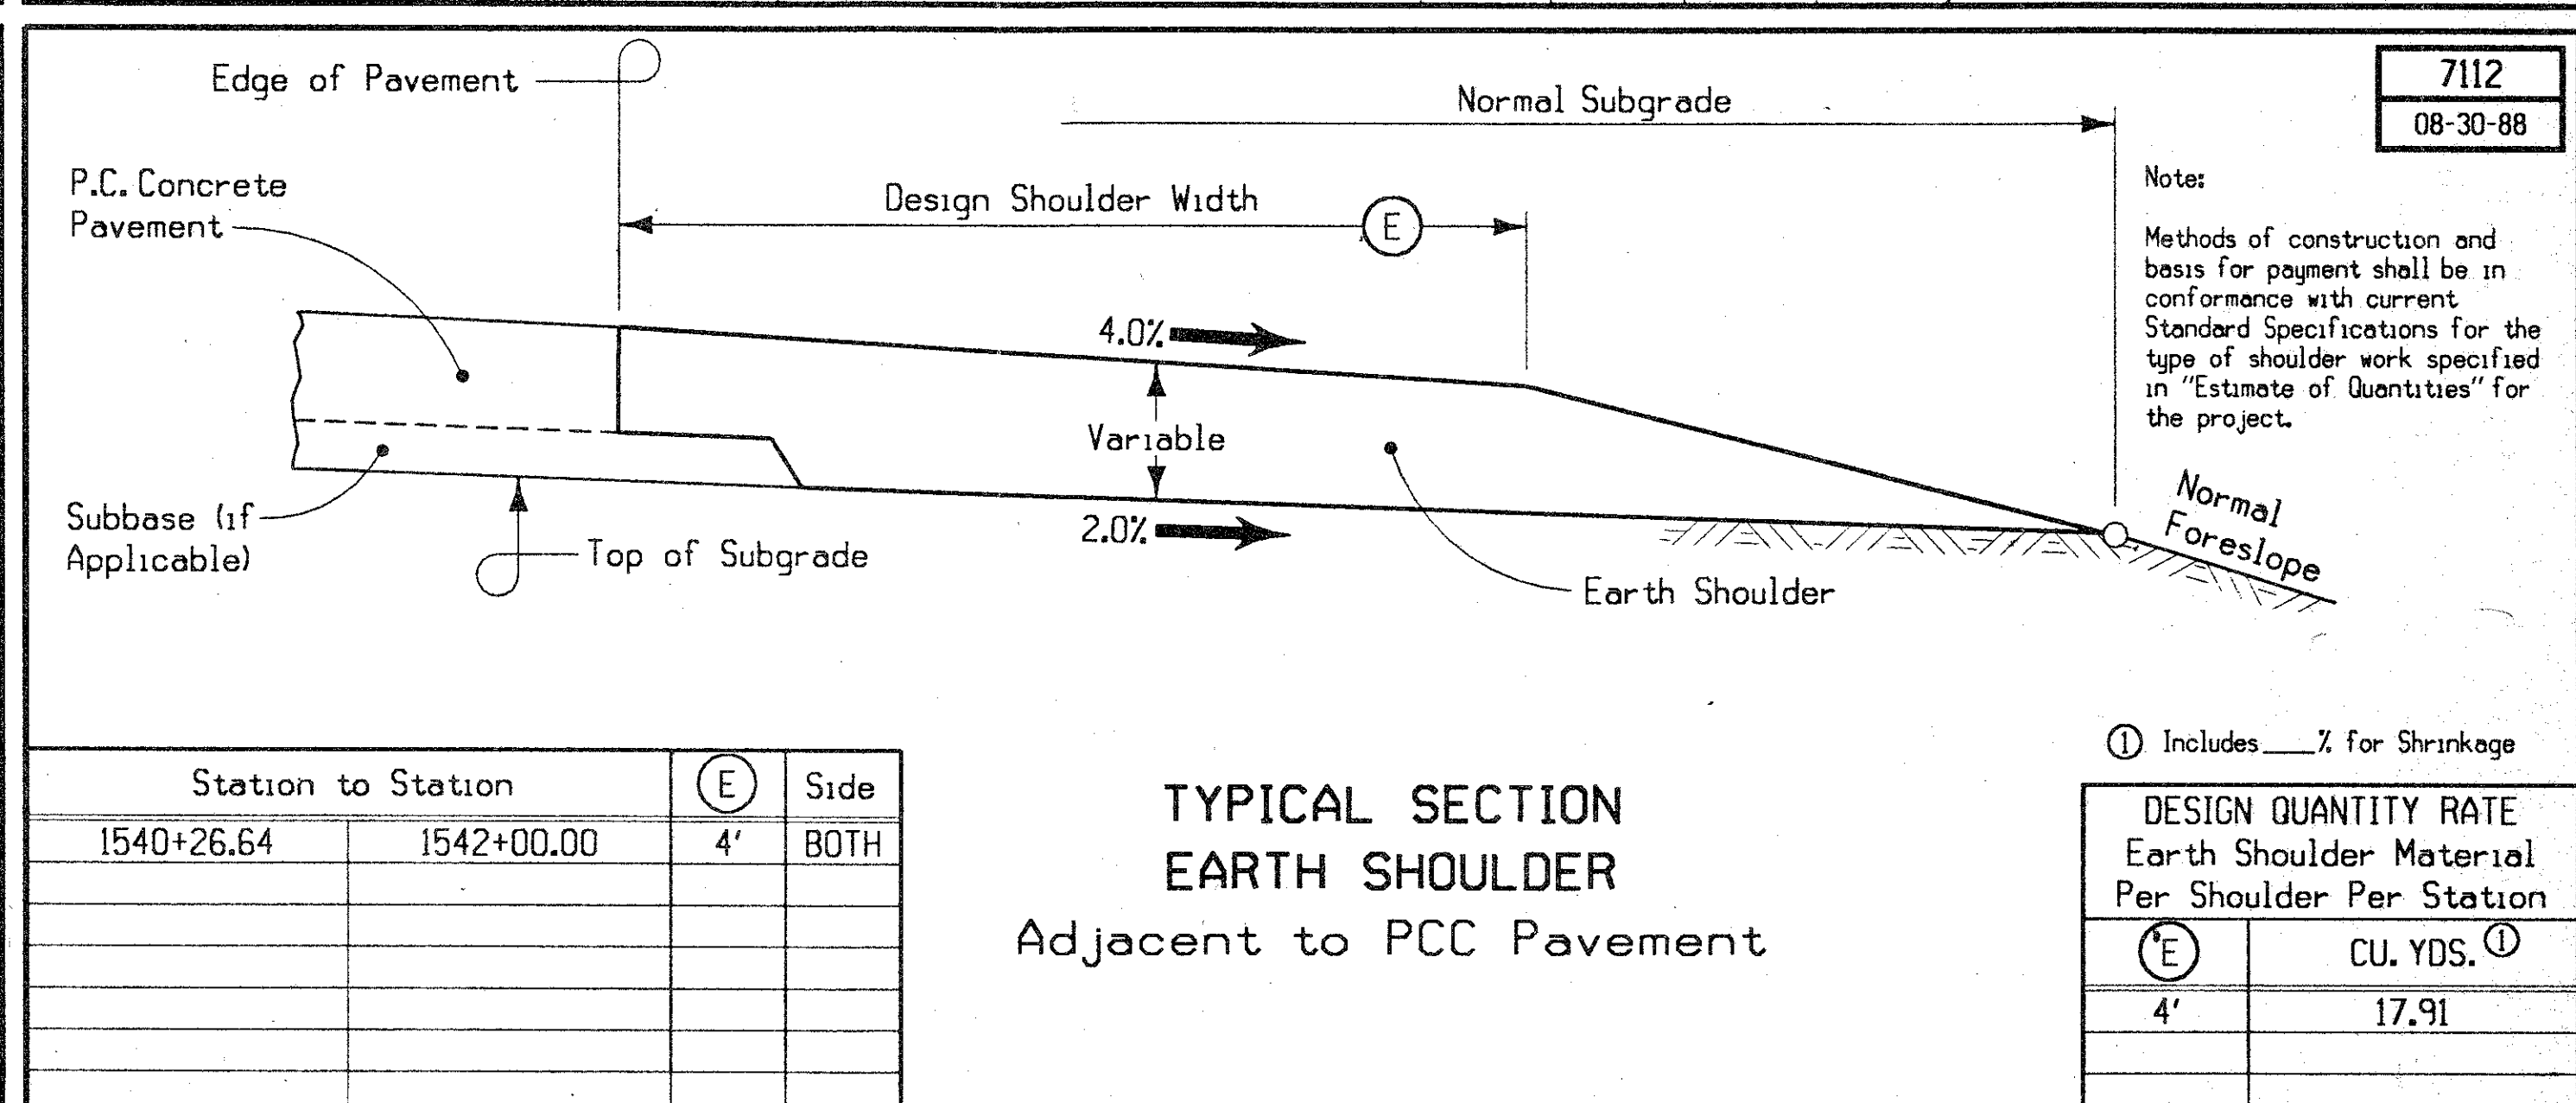 Edge of Pavement
Normal Subgrade
7112
08-30-88
P.C. Concrete
Pavement
Design Shoulder Width
E
Note:
Methods of construction and
basis for payment shall be in
conformance with current
Standard Specifications for the
type of shoulder work specified
in "Estimate of Quantities" for
the project.
4.0%
Variable
Subbase (if
Applicable)
Top of Subgrade
2.0%
Earth Shoulder
Normal
Foreslope
① Includes ___% for Shrinkage
Station to Station E Side
1540+26.64 1542+00.00 4' BOTH
TYPICAL SECTION
EARTH SHOULDER
Adjacent to PCC Pavement
DESIGN QUANTITY RATE
Earth Shoulder Material
Per Shoulder Per Station
E CU. YDS. ①
4' 17.91